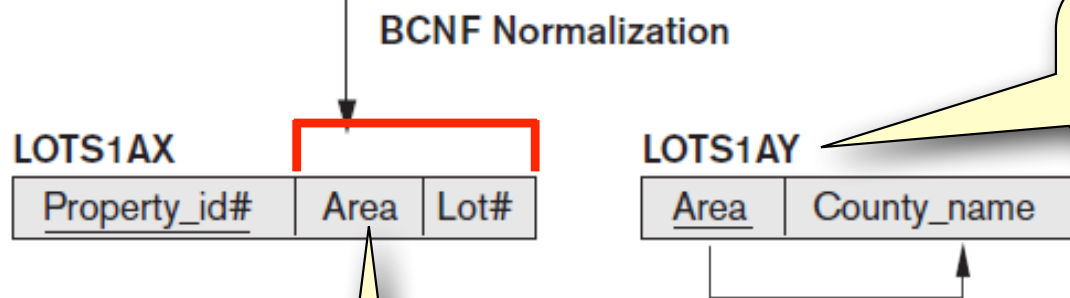 BCNF Normalization
LOTS1AX
LOTS1AY
Property_id# Area Lot#
Area County_name